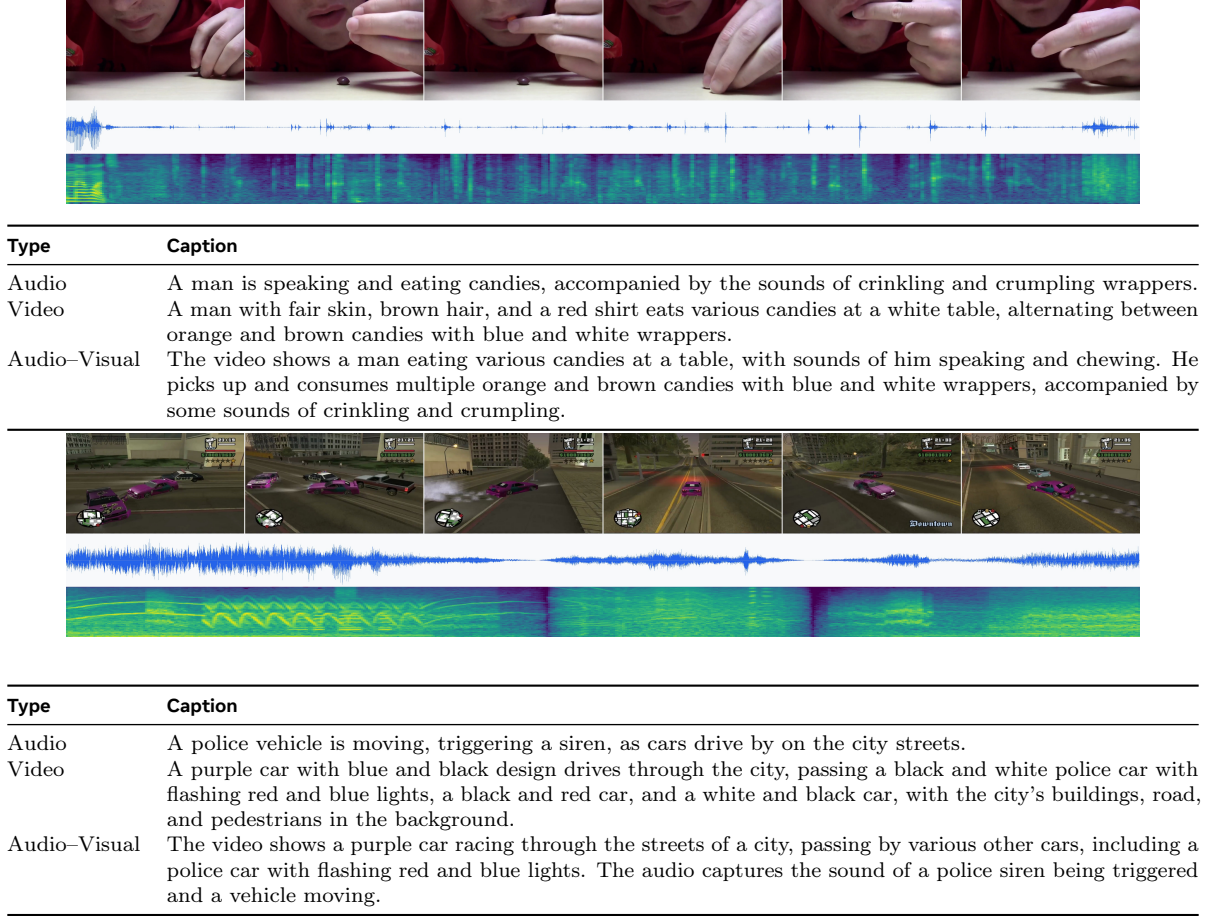 Type Caption
Audio A man is speaking and eating candies, accompanied by the sounds of crinkling and crumpling wrappers.
Video A man with fair skin, brown hair, and a red shirt eats various candies at a white table, alternating between
orange and brown candies with blue and white wrappers.
Audio–Visual The video shows a man eating various candies at a table, with sounds of him speaking and chewing. He
picks up and consumes multiple orange and brown candies with blue and white wrappers, accompanied by
some sounds of crinkling and crumpling.
Downtown
Type Caption
Audio A police vehicle is moving, triggering a siren, as cars drive by on the city streets.
Video A purple car with blue and black design drives through the city, passing a black and white police car with
flashing red and blue lights, a black and red car, and a white and black car, with the city's buildings, road,
and pedestrians in the background.
Audio–Visual The video shows a purple car racing through the streets of a city, passing by various other cars, including a
police car with flashing red and blue lights. The audio captures the sound of a police siren being triggered
and a vehicle moving.